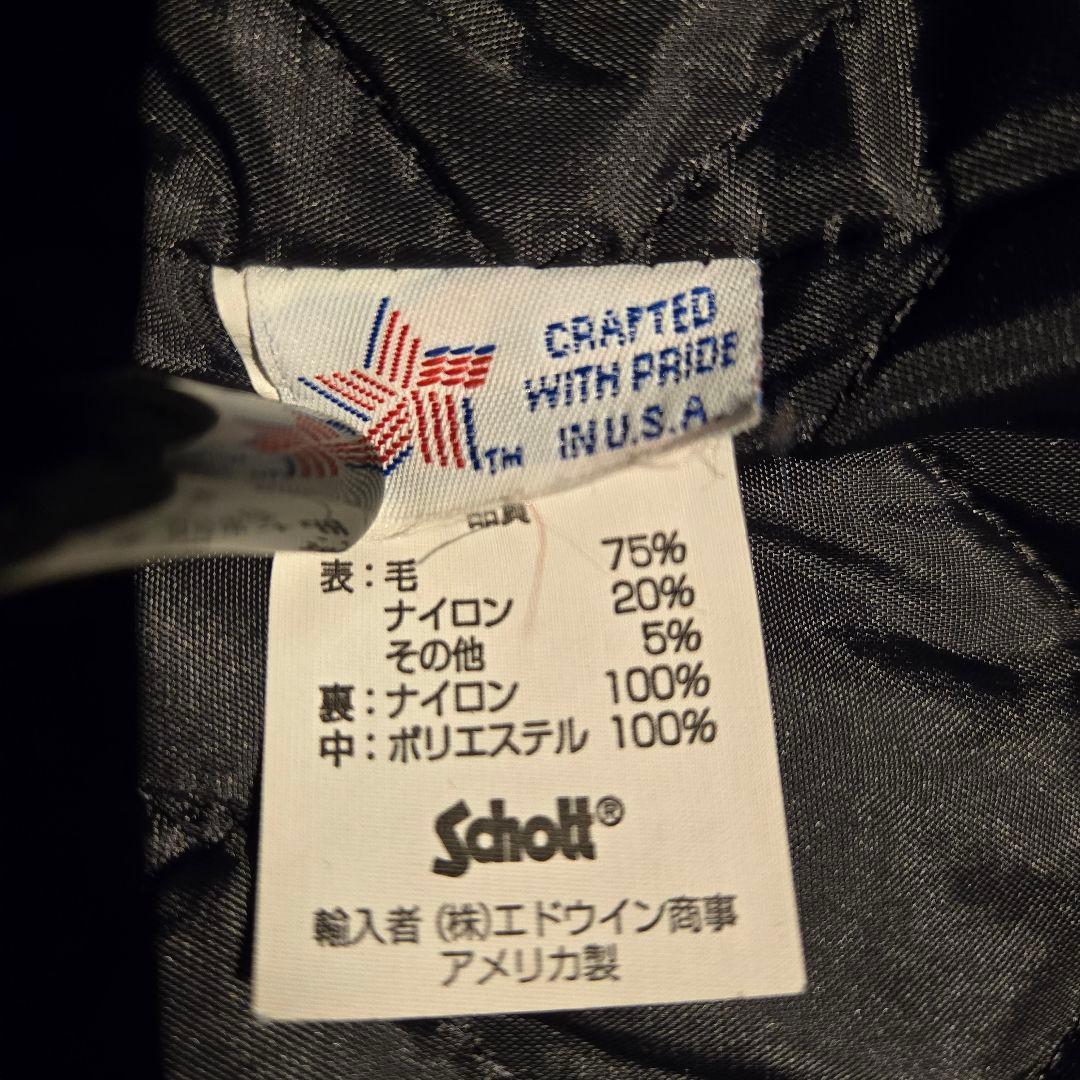 CRAFTED
WITH PRIDE
IN U.S.A
TM
品質
表：毛 75%
ナイロン 20%
その他 5%
裏：ナイロン 100%
中：ポリエステル 100%
Schott®
輸入者 (株)エドウイン商事
アメリカ製